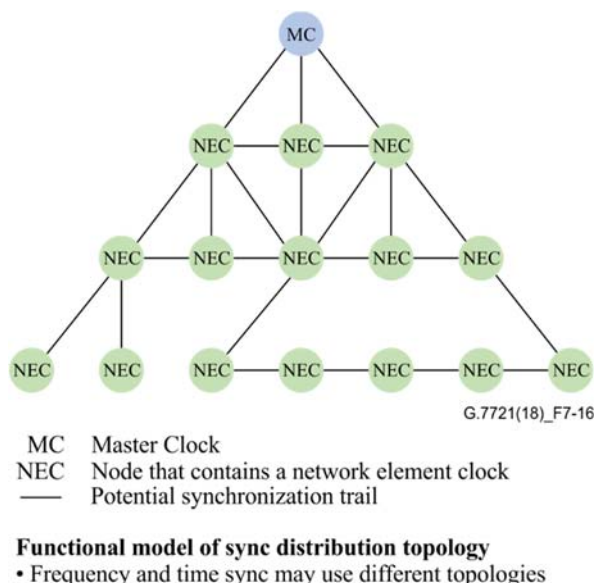 MC
NEC NEC NEC
NEC NEC NEC NEC NEC
NEC NEC NEC NEC NEC NEC NEC
G.7721(18)_F7-16
MC Master Clock
NEC Node that contains a network element clock
Potential synchronization trail
Functional model of sync distribution topology
• Frequency and time sync may use different topologies